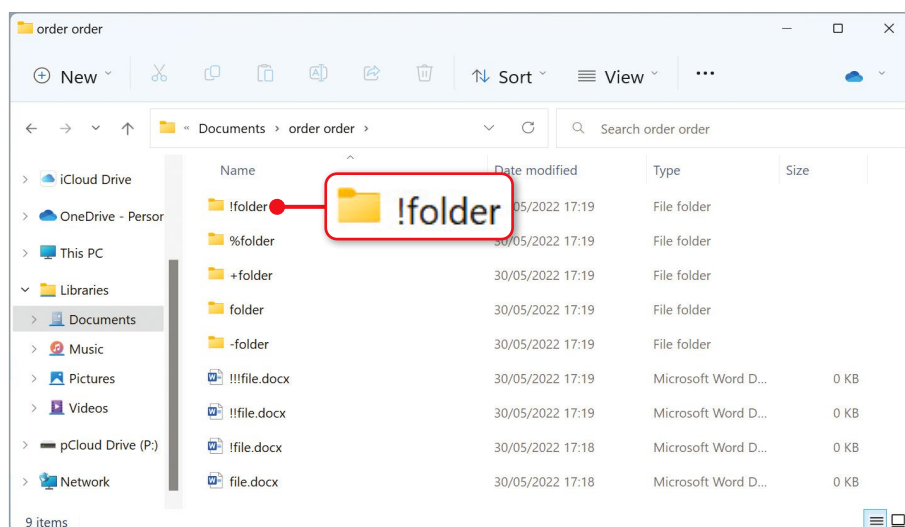 order order
New Sort View ...
« Documents > order order > Search order order
Name Date modified Type Size
iCloud Drive
OneDrive - Person
This PC
Libraries
Documents
Music
Pictures
Videos
pCloud Drive (P:)
Network
!folder 05/2022 17:19 File folder
!folder
%folder 30/05/2022 17:19 File folder
+folder 30/05/2022 17:19 File folder
folder 30/05/2022 17:19 File folder
-folder 30/05/2022 17:19 File folder
!!!file.docx 30/05/2022 17:19 Microsoft Word D... 0 KB
!!file.docx 30/05/2022 17:19 Microsoft Word D... 0 KB
!file.docx 30/05/2022 17:18 Microsoft Word D... 0 KB
file.docx 30/05/2022 17:18 Microsoft Word D... 0 KB
9 items